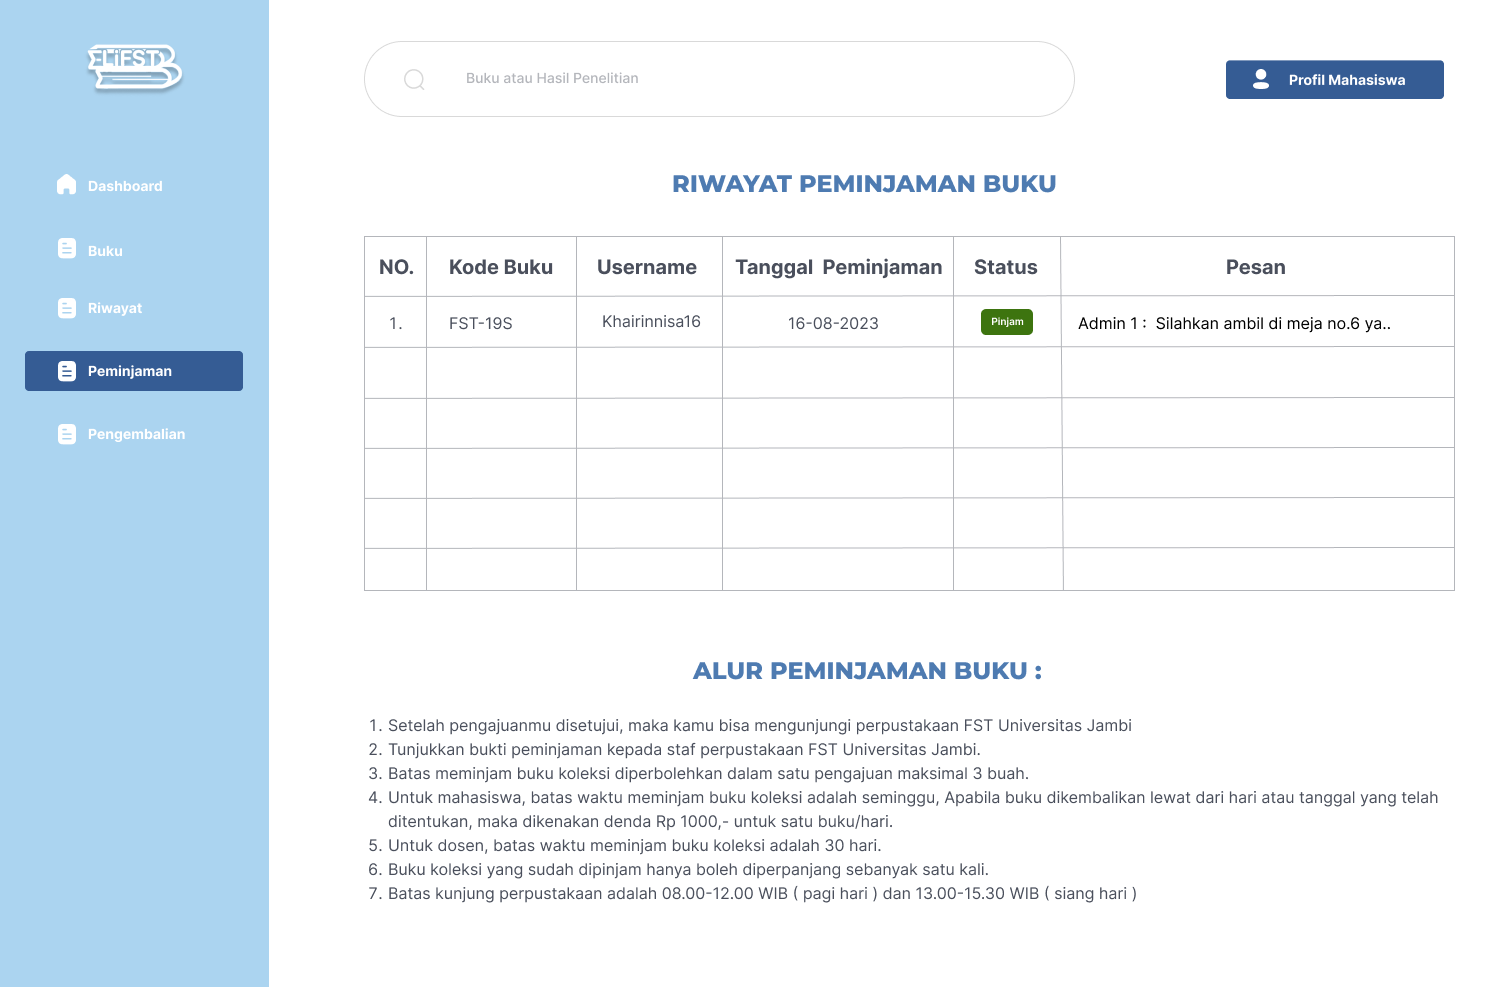 ELIFST
Buku atau Hasil Penelitian
Profil Mahasiswa
Dashboard
Buku
Riwayat
Peminjaman
Pengembalian
RIWAYAT PEMINJAMAN BUKU
NO. Kode Buku Username Tanggal Peminjaman Status Pesan
1. FST-19S Khairinnisa16 16-08-2023 Pinjam Admin 1 : Silahkan ambil di meja no.6 ya..
ALUR PEMINJAMAN BUKU :
1. Setelah pengajuanmu disetujui, maka kamu bisa mengunjungi perpustakaan FST Universitas Jambi
2. Tunjukkan bukti peminjaman kepada staf perpustakaan FST Universitas Jambi.
3. Batas meminjam buku koleksi diperbolehkan dalam satu pengajuan maksimal 3 buah.
4. Untuk mahasiswa, batas waktu meminjam buku koleksi adalah seminggu, Apabila buku dikembalikan lewat dari hari atau tanggal yang telah
ditentukan, maka dikenakan denda Rp 1000,- untuk satu buku/hari.
5. Untuk dosen, batas waktu meminjam buku koleksi adalah 30 hari.
6. Buku koleksi yang sudah dipinjam hanya boleh diperpanjang sebanyak satu kali.
7. Batas kunjung perpustakaan adalah 08.00-12.00 WIB ( pagi hari ) dan 13.00-15.30 WIB ( siang hari )